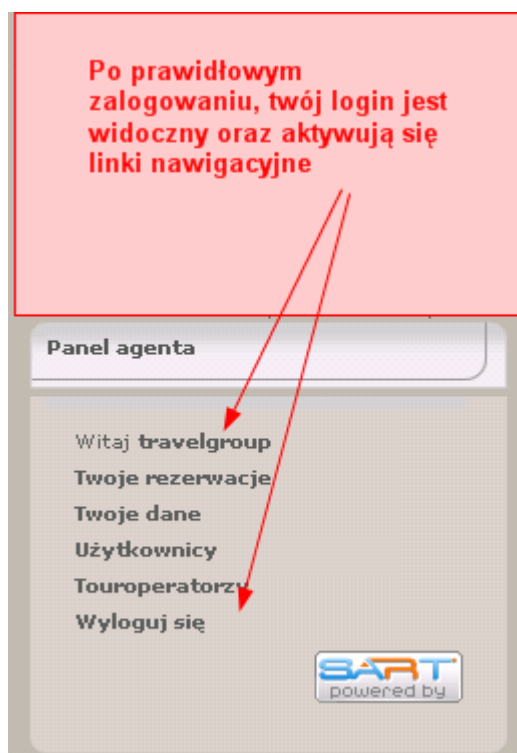 Po prawidłowym
zalogowaniu, twój login jest
widoczny oraz aktywują się
linki nawigacyjne
Panel agenta
Witaj travelgroup
Twoje rezerwacje
Twoje dane
Użytkownicy
Touroperatorzy
Wyloguj się
SART
powered by